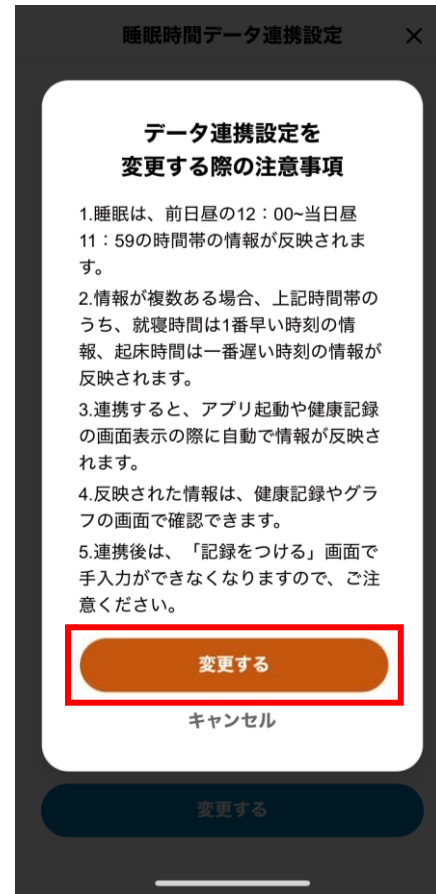 睡眠時間データ連携設定 ×
データ連携設定を
変更する際の注意事項
1.睡眠は、前日昼の12：00~当日昼
11：59の時間帯の情報が反映されま
す。
2.情報が複数ある場合、上記時間帯の
うち、就寝時間は1番早い時刻の情
報、起床時間は一番遅い時刻の情報が
反映されます。
3.連携すると、アプリ起動や健康記録
の画面表示の際に自動で情報が反映さ
れます。
4.反映された情報は、健康記録やグラ
フの画面で確認できます。
5.連携後は、「記録をつける」画面で
手入力ができなくなりますので、ご注
意ください。
変更する
キャンセル
変更する